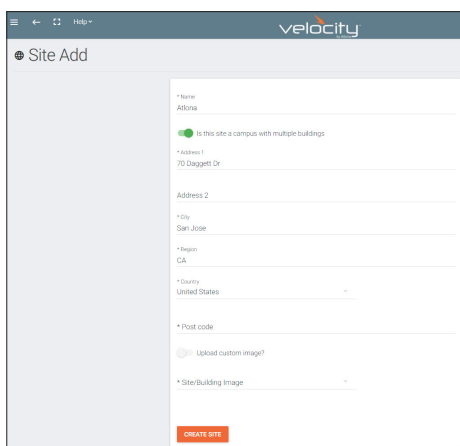 Help
velocity
Site Add
* Name
Atlona
Is this site a campus with multiple buildings
* Address 1
70 Daggett Dr
Address 2
* City
San Jose
* Region
CA
* Country
United States
* Post code
Upload custom image?
* Site/Building Image
CREATE SITE